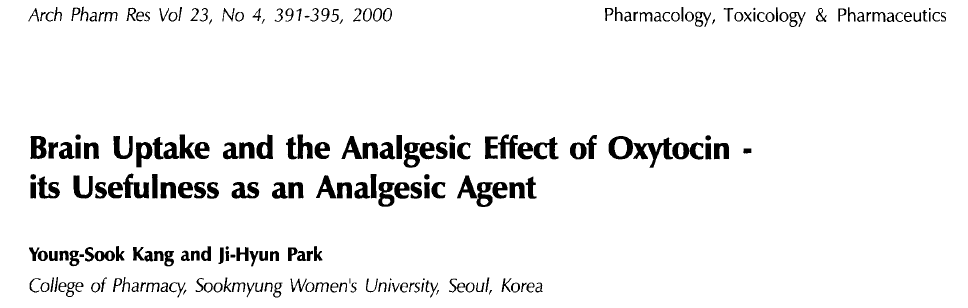 Arch Pharm Res Vol 23, No 4, 391-395, 2000
Pharmacology, Toxicology & Pharmaceutics
Brain Uptake and the Analgesic Effect of Oxytocin -
its Usefulness as an Analgesic Agent
Young-Sook Kang and Ji-Hyun Park
College of Pharmacy, Sookmyung Women's University, Seoul, Korea